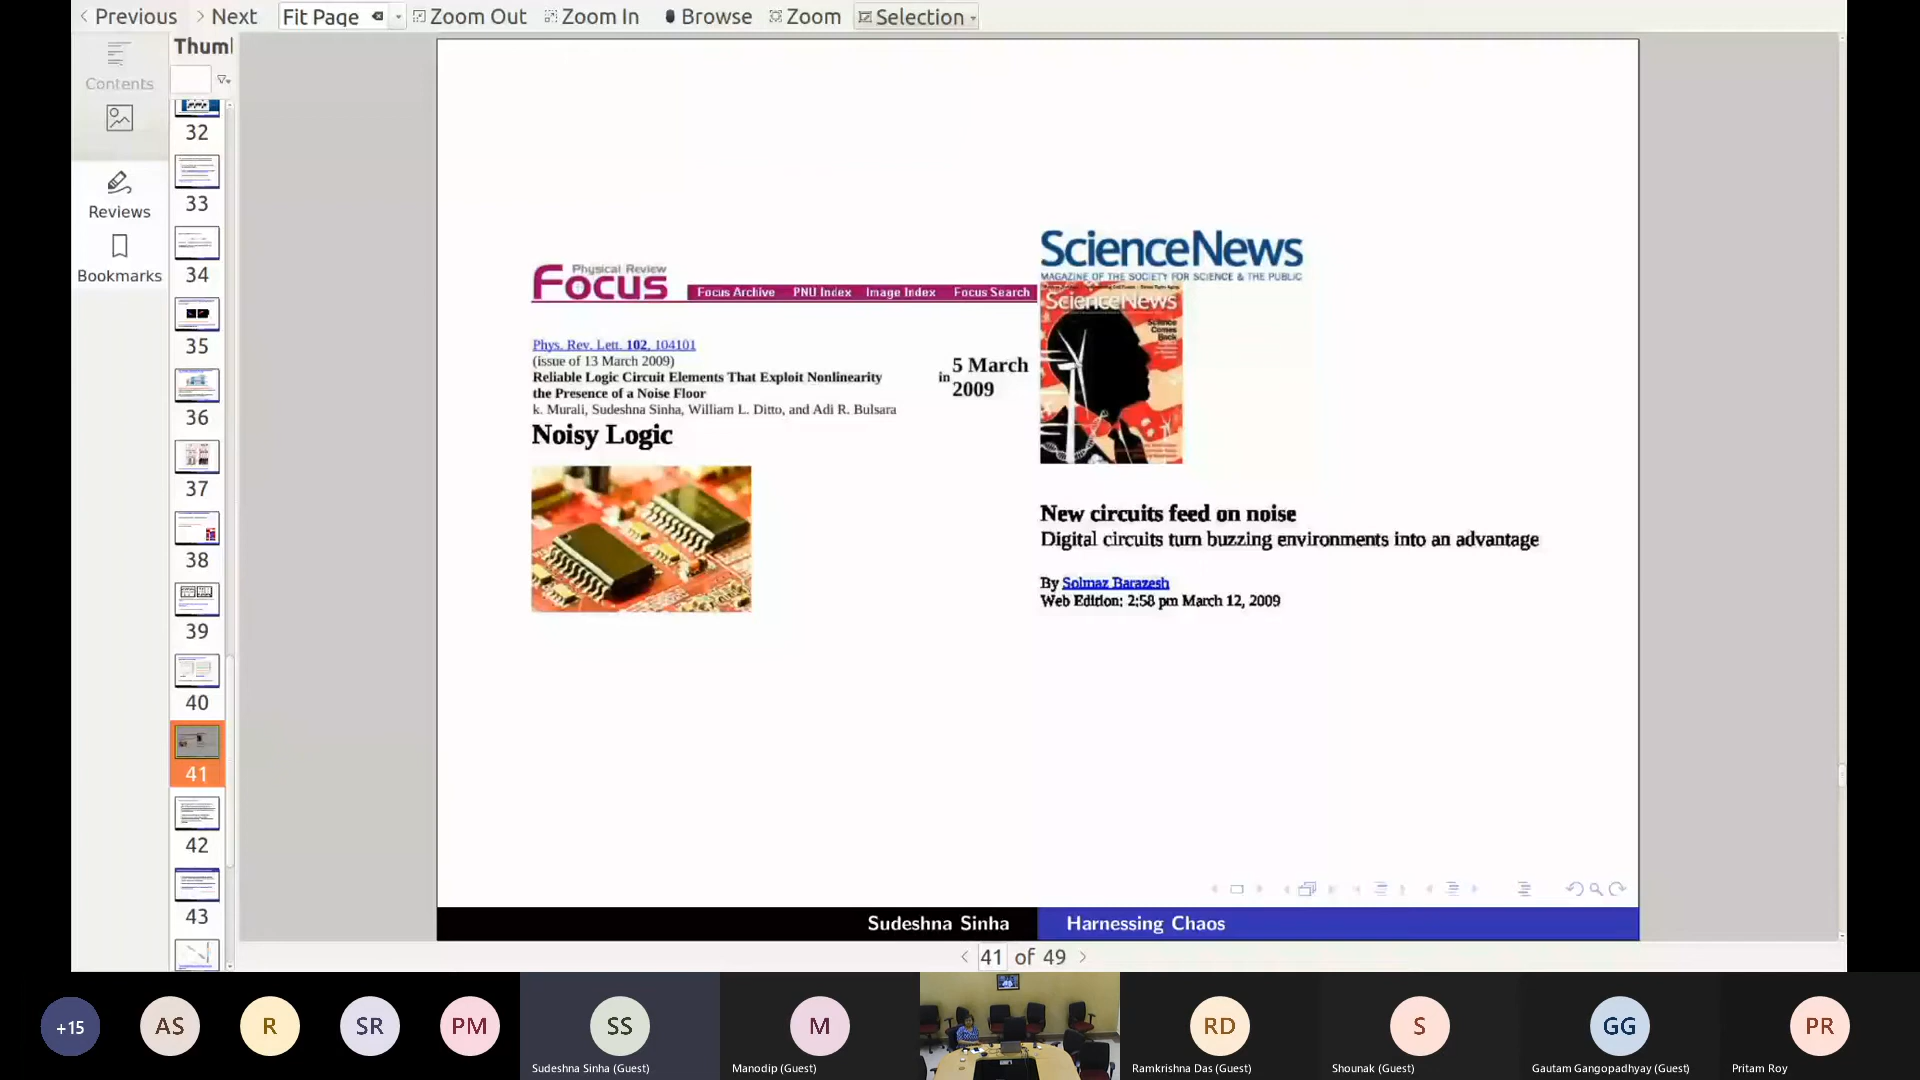 Previous
Next
Fit Page
Zoom Out
Zoom In
Browse
Zoom
Selection
Contents
Reviews
Bookmarks
Thuml
32
33
34
35
36
37
38
39
40
41
42
43
Physical Review
Focus
Focus Archive PNU Index Image Index Focus Search
Phys. Rev. Lett. 102, 104101
(issue of 13 March 2009)
Reliable Logic Circuit Elements That Exploit Nonlinearity in
the Presence of a Noise Floor
k. Murali, Sudeshna Sinha, William L. Ditto, and Adi R. Bulsara
5 March
2009
Noisy Logic
ScienceNews
MAGAZINE OF THE SOCIETY FOR SCIENCE & THE PUBLIC
ScienceNews
Science
Comes
Back
New circuits feed on noise
Digital circuits turn buzzing environments into an advantage
By Solmaz Barazesh
Web Edition: 2:58 pm March 12, 2009
Sudeshna Sinha
Harnessing Chaos
41 of 49
+15
AS
R
SR
PM
SS
Sudeshna Sinha (Guest)
M
Manodip (Guest)
RD
Ramkrishna Das (Guest)
S
Shounak (Guest)
GG
Gautam Gangopadhyay (Guest)
PR
Pritam Roy